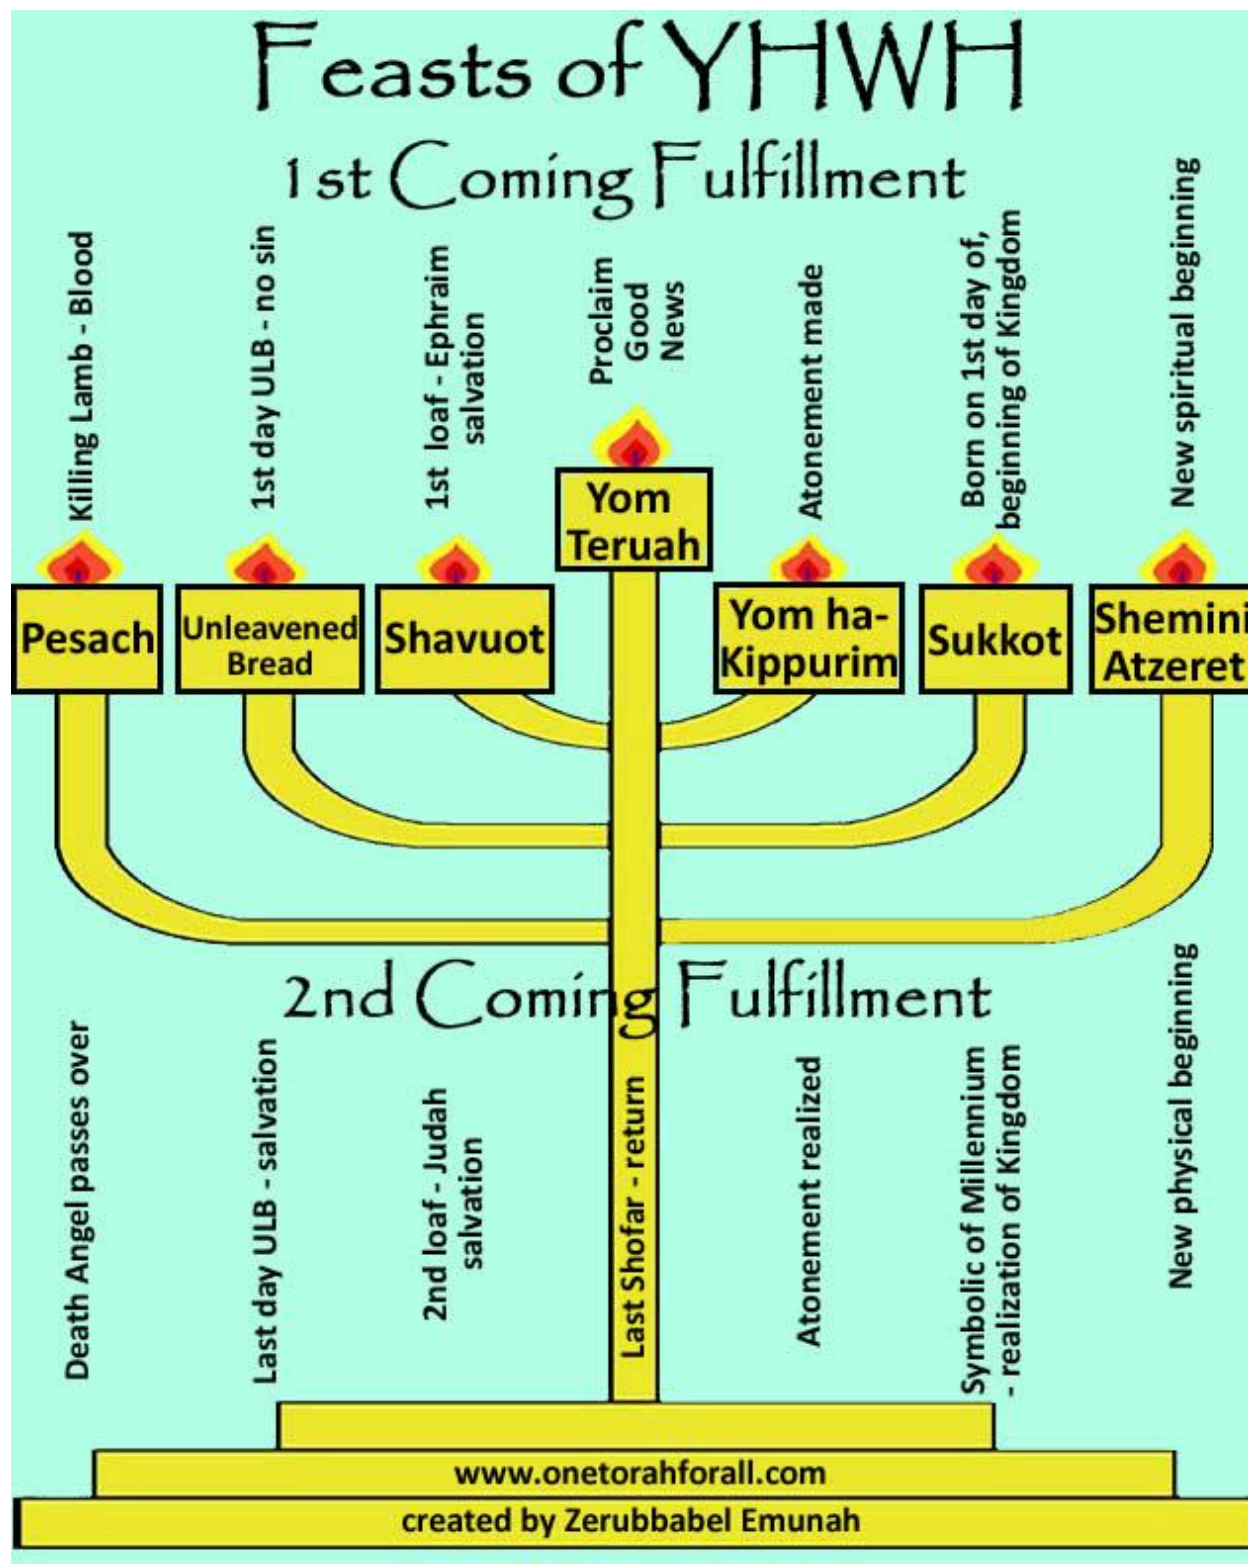 Feasts of YHWH
1st Coming Fulfillment
Killing Lamb - Blood
1st day ULB - no sin
1st loaf - Ephraim
salvation
Proclaim
Good
News
Atonement made
Born on 1st day of,
beginning of Kingdom
New spiritual beginning
Pesach
Unleavened
Bread
Shavuot
Yom
Teruah
Yom ha-
Kippurim
Sukkot
Shemini
Atzeret
2nd Coming Fulfillment
Death Angel passes over
Last day ULB - salvation
2nd loaf - Judah
salvation
Last Shofar - return
Atonement realized
Symbolic of Millennium
- realization of Kingdom
New physical beginning
www.onetorahforall.com
created by Zerubbabel Emunah